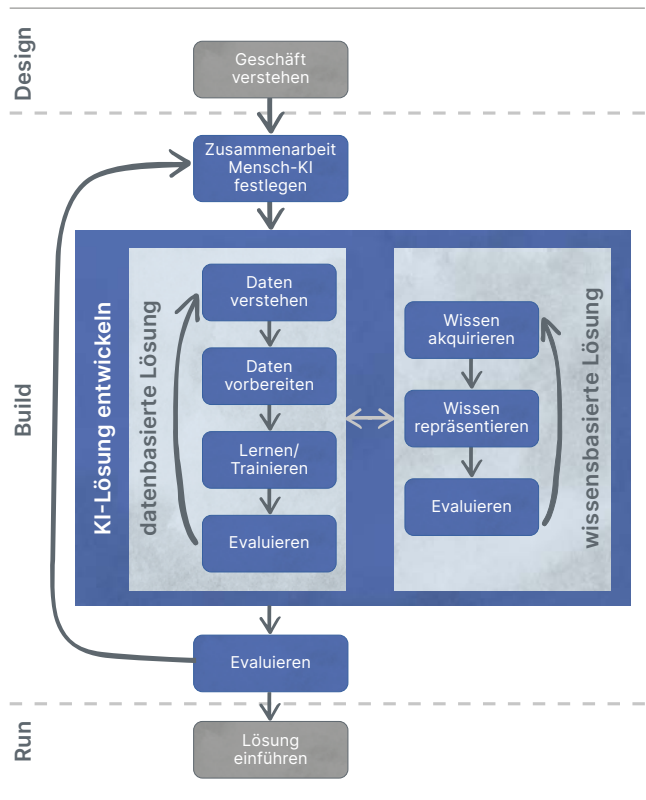 Design
Geschäft
verstehen
Build
Zusammenarbeit
Mensch-KI
festlegen
KI-Lösung entwickeln
datenbasierte Lösung
Daten
verstehen
Daten
vorbereiten
Lernen/
Trainieren
Evaluieren
wissensbasierte Lösung
Wissen
akquirieren
Wissen
repräsentieren
Evaluieren
Evaluieren
Run
Lösung
einführen